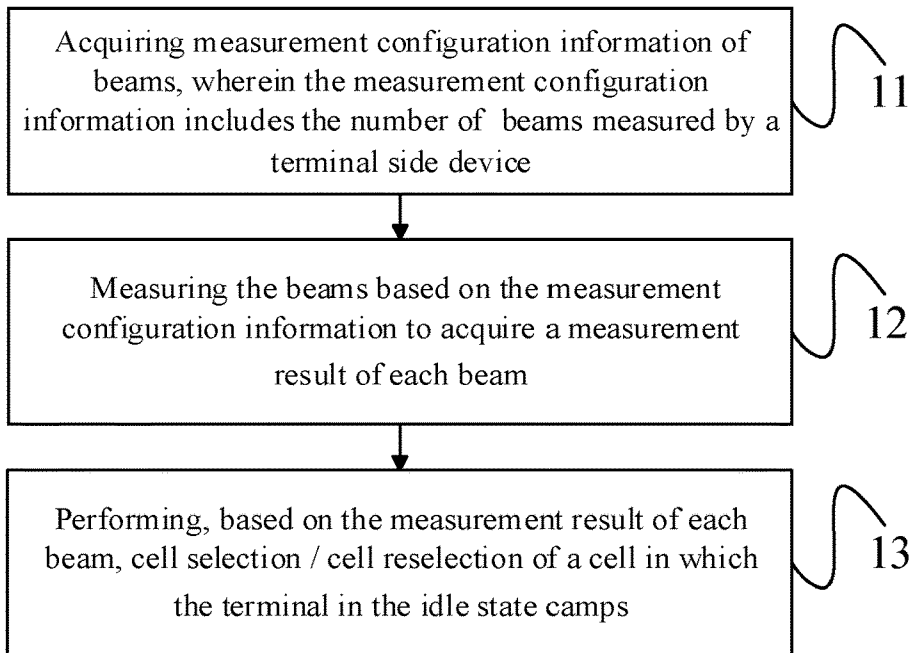 Acquiring measurement configuration information of
beams, wherein the measurement configuration
information includes the number of beams measured by a
terminal side device
11
Measuring the beams based on the measurement
configuration information to acquire a measurement
result of each beam
12
Performing, based on the measurement result of each
beam, cell selection / cell reselection of a cell in which
the terminal in the idle state camps
13